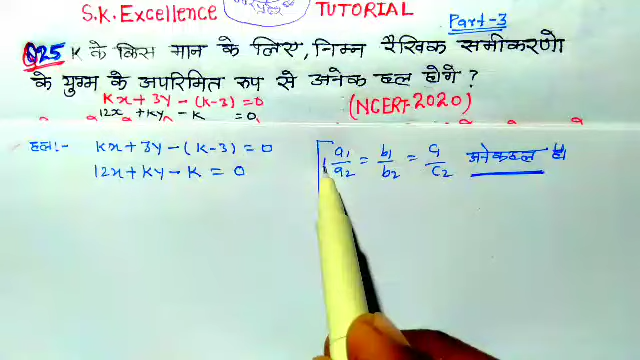 S.K. Excellence TUTORIAL
Part-3
Q25 K के किस मान के लिए, निम्न रैखिक समीकरणो
के युग्म के अपरिमित रुप से अनेक हल होगे ?
Kx + 3y - (k-3) = 0
(NCERT 2020)
12x + ky - k = 0,
हल:- kx + 3y - (k-3) = 0
a1/a2 = b1/b2 = c1/c2 अनेक हल हो
12x + ky - k = 0